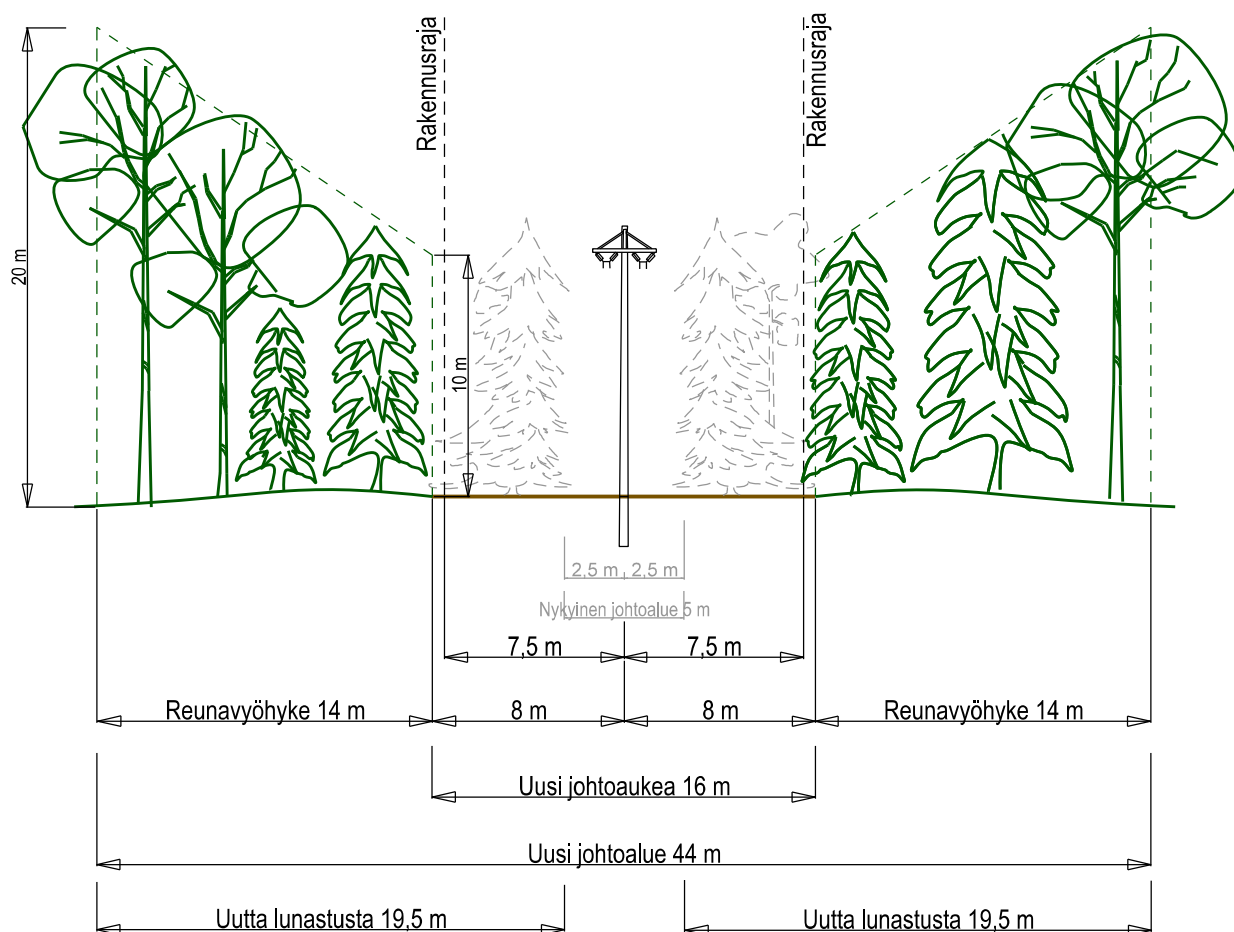 Rakennusraja
Rakennusraja
20 m
10 m
2,5 m
2,5 m
Nykyinen johtoalue 5 m
7,5 m
7,5 m
Reunavyöhyke 14 m
8 m
8 m
Reunavyöhyke 14 m
Uusi johtoaukea 16 m
Uusi johtoalue 44 m
Uutta lunastusta 19,5 m
Uutta lunastusta 19,5 m